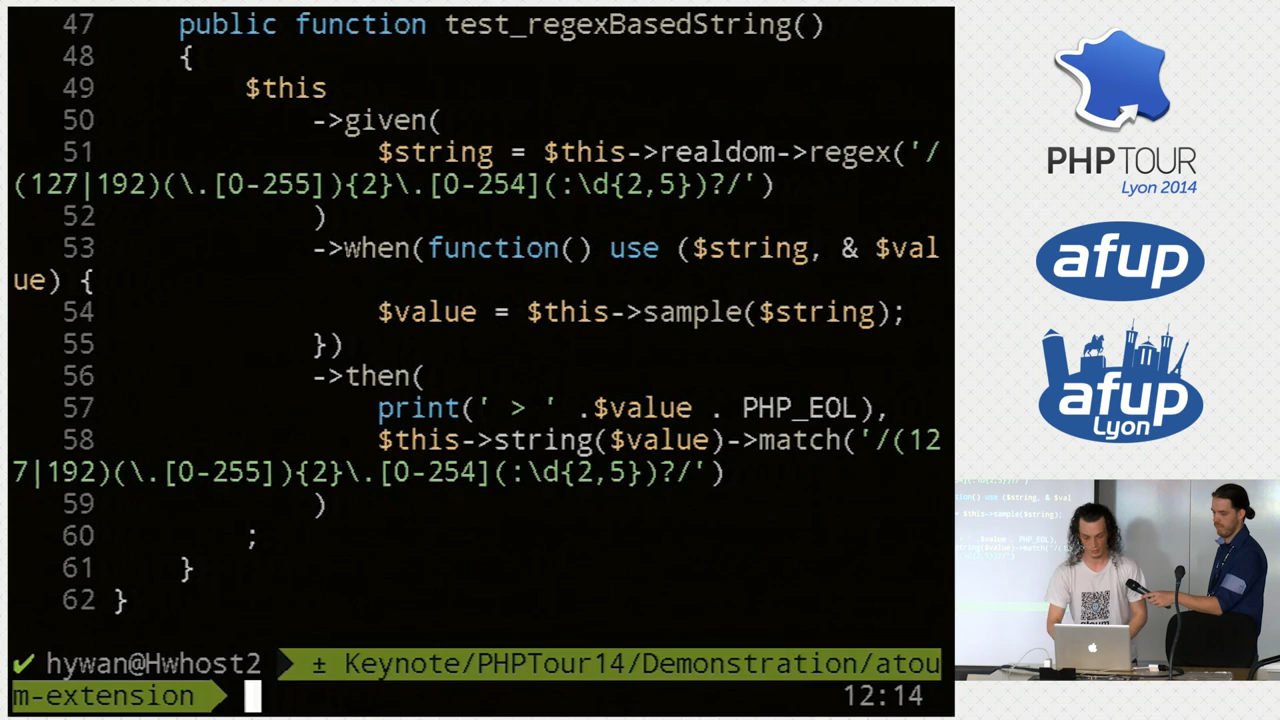 47     public function test_regexBasedString()
48     {
49         $this
50             ->given(
51                 $string = $this->realdom->regex('/
(127|192)(\.[0-255]){2}\.[0-254](:\d{2,5})?/')
52             )
53             ->when(function() use ($string, & $val
ue) {
54                 $value = $this->sample($string);
55             })
56             ->then(
57                 print(' > ' .$value . PHP_EOL),
58                 $this->string($value)->match('/(12
7|192)(\.[0-255]){2}\.[0-254](:\d{2,5})?/')
59             )
60         ;
61     }
62 }
✔ hywan@Hwhost2 ± Keynote/PHPTour14/Demonstration/atou
m-extension
12:14
PHPTOUR
Lyon 2014
afup
afup
Lyon
atoum